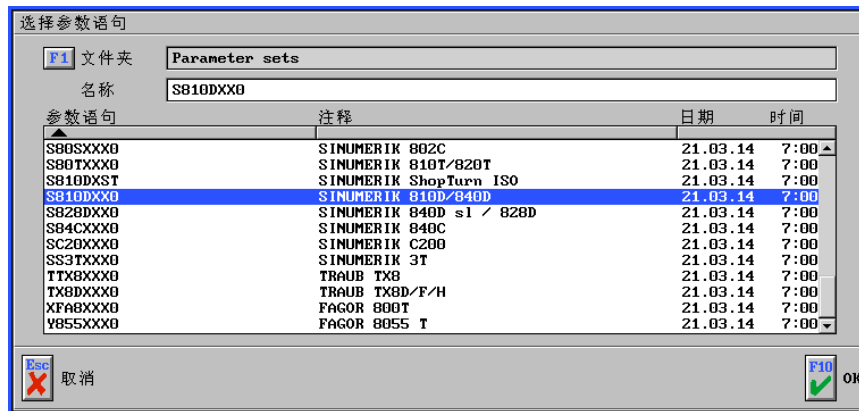 选择参数语句
F1 文件夹 Parameter sets
名称 S810DXX0
参数语句 注释 日期 时间
S80SXXX0 SINUMERIK 802C 21.03.14 7:00
S80TXXX0 SINUMERIK 810T/820T 21.03.14 7:00
S810DXST SINUMERIK ShopTurn ISO 21.03.14 7:00
S810DXX0 SINUMERIK 810D/840D 21.03.14 7:00
S828DXX0 SINUMERIK 840D sl / 828D 21.03.14 7:00
S84CXXX0 SINUMERIK 840C 21.03.14 7:00
SC20XXX0 SINUMERIK C200 21.03.14 7:00
SS3TXXX0 SINUMERIK 3T 21.03.14 7:00
TTX8XXX0 TRAUB TX8 21.03.14 7:00
TX8DXXX0 TRAUB TX8D/F/H 21.03.14 7:00
XFA8XXX0 FAGOR 800T 21.03.14 7:00
Y855XXX0 FAGOR 8055 T 21.03.14 7:00
Esc 取消 F10 OK